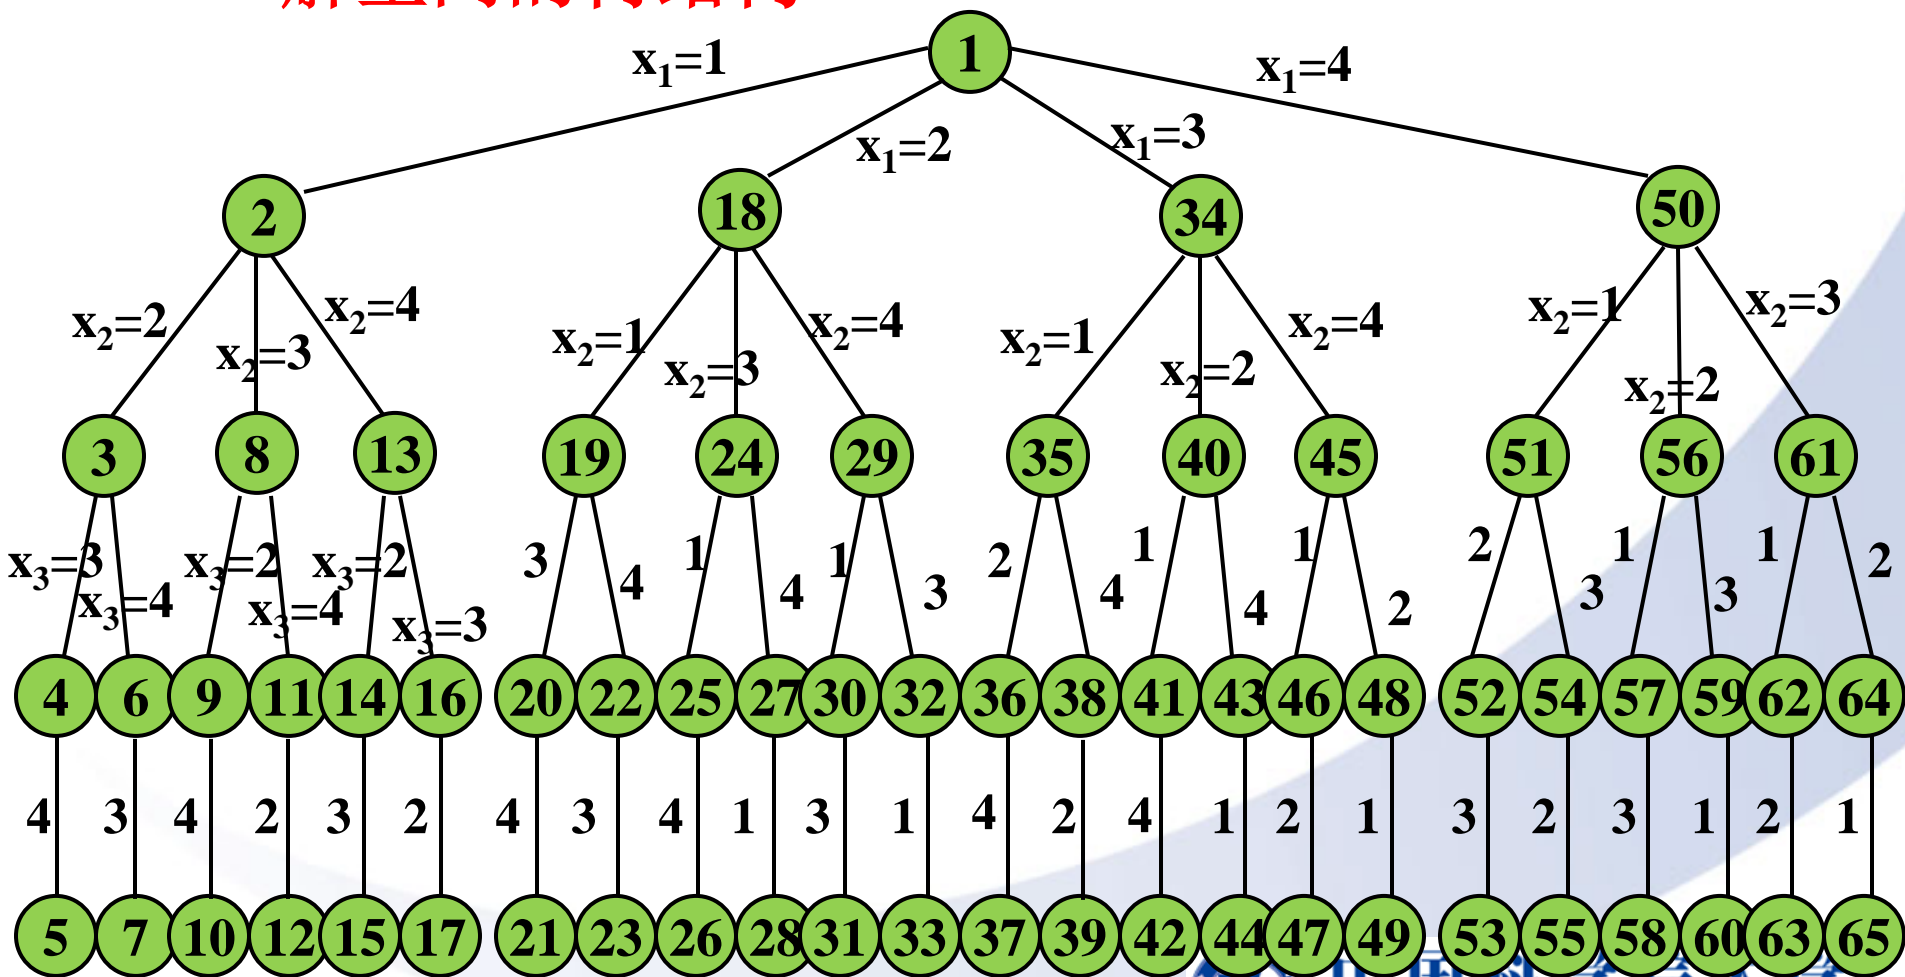 解空间的树结构
1
x₁=1 x₁=2 x₁=3 x₁=4
2 18 34 50
x₂=2 x₂=3 x₂=4 x₂=1 x₂=3 x₂=4 x₂=1 x₂=2 x₂=4 x₂=1 x₂=2 x₂=3
3 8 13 19 24 29 35 40 45 51 56 61
x₃=3 x₃=4 x₃=2 x₃=4 x₃=2 x₃=3 3 4 1 4 1 3 2 4 1 4 1 2 2 3 1 3 1 2
4 6 9 11 14 16 20 22 25 27 30 32 36 38 41 43 46 48 52 54 57 59 62 64
4 3 4 2 3 2 4 3 4 1 3 1 4 2 4 1 2 1 3 2 3 1 2 1
5 7 10 12 15 17 21 23 26 28 31 33 37 39 42 44 47 49 53 55 58 60 63 65